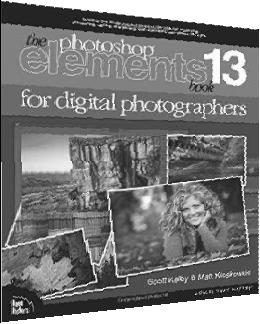 the photoshop
elements 13
book
for digital photographers
Scott Kelby & Matt Kloskowski